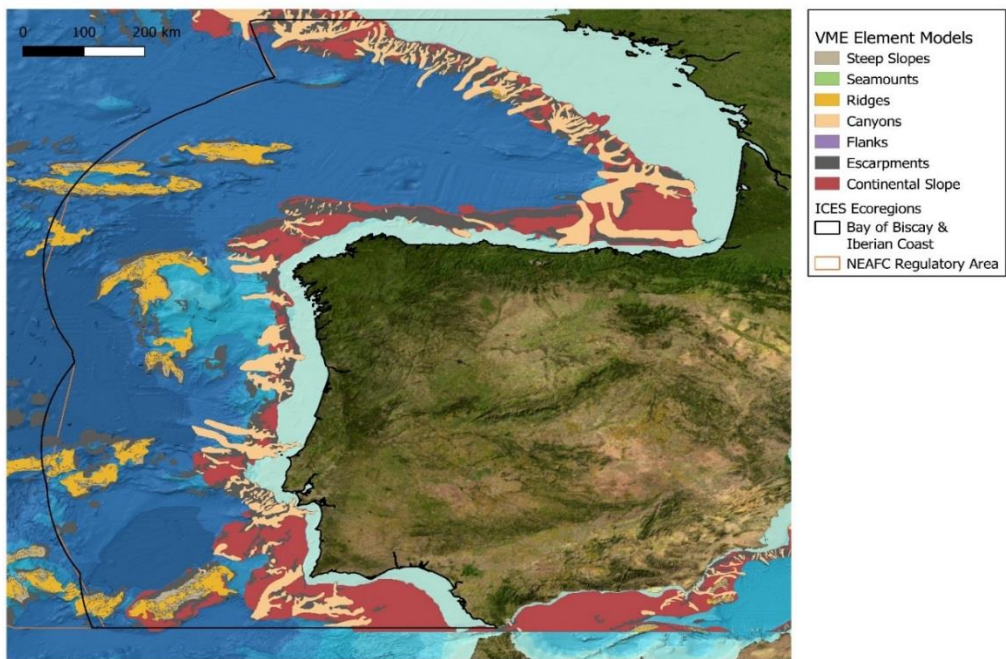 0 100 200 km
VME Element Models
Steep Slopes
Seamounts
Ridges
Canyons
Flanks
Escarpments
Continental Slope
ICES Ecoregions
Bay of Biscay &
Iberian Coast
NEAFC Regulatory Area